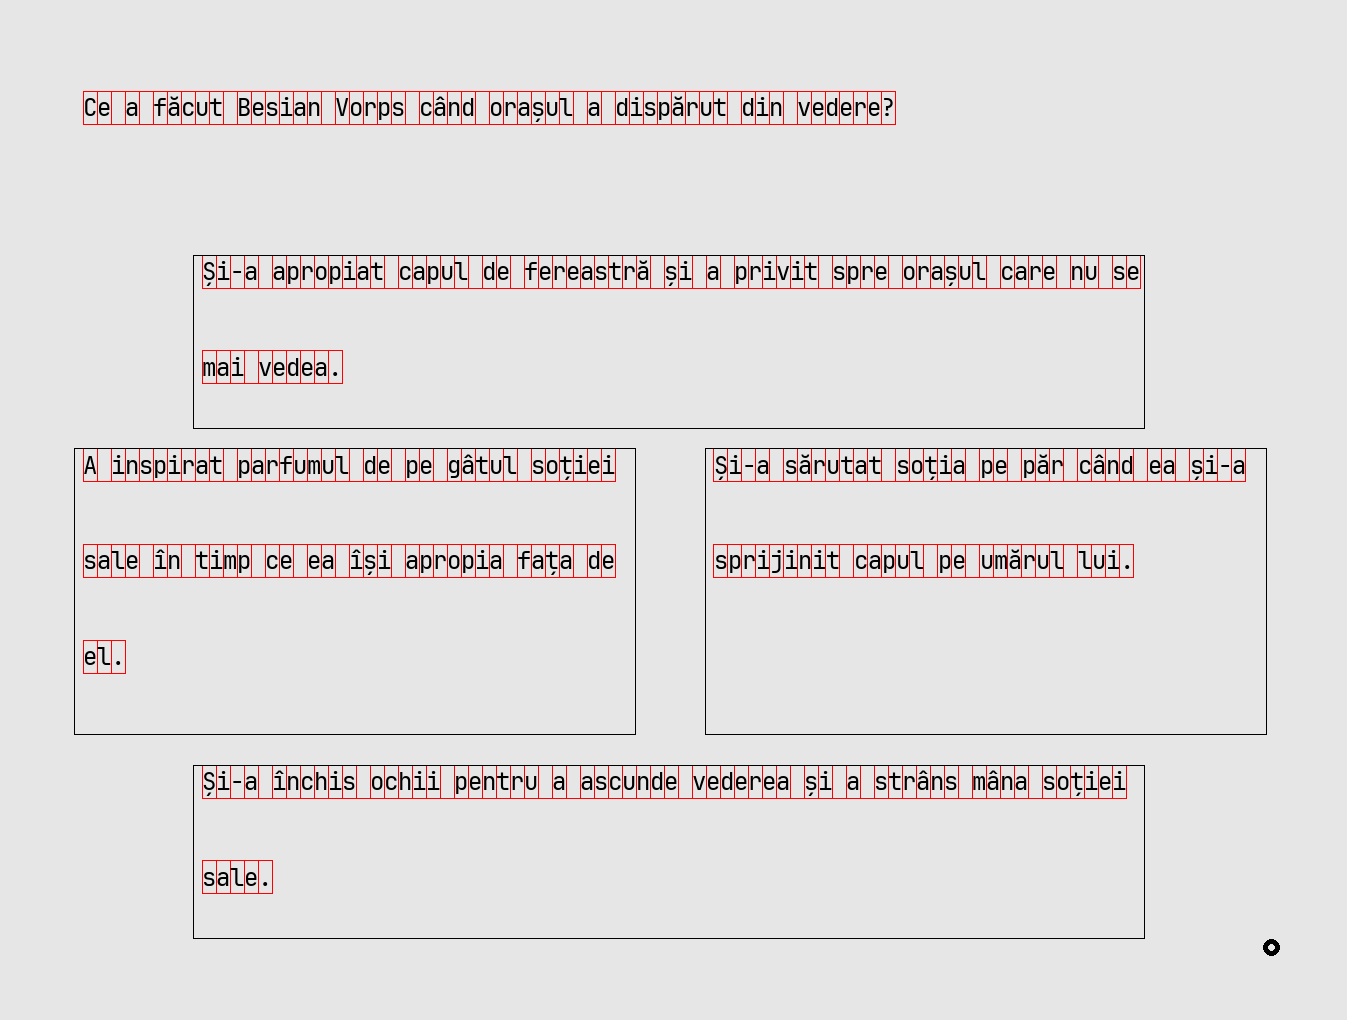 Ce a făcut Besian Vorps când orașul a dispărut din vedere?
Și-a apropiat capul de fereastră și a privit spre orașul care nu se
mai vedea.
A inspirat parfumul de pe gâtul soției
sale în timp ce ea își apropia fața de
el.
Și-a sărutat soția pe păr când ea și-a
sprijinit capul pe umărul lui.
Și-a închis ochii pentru a ascunde vederea și a strâns mâna soției
sale.